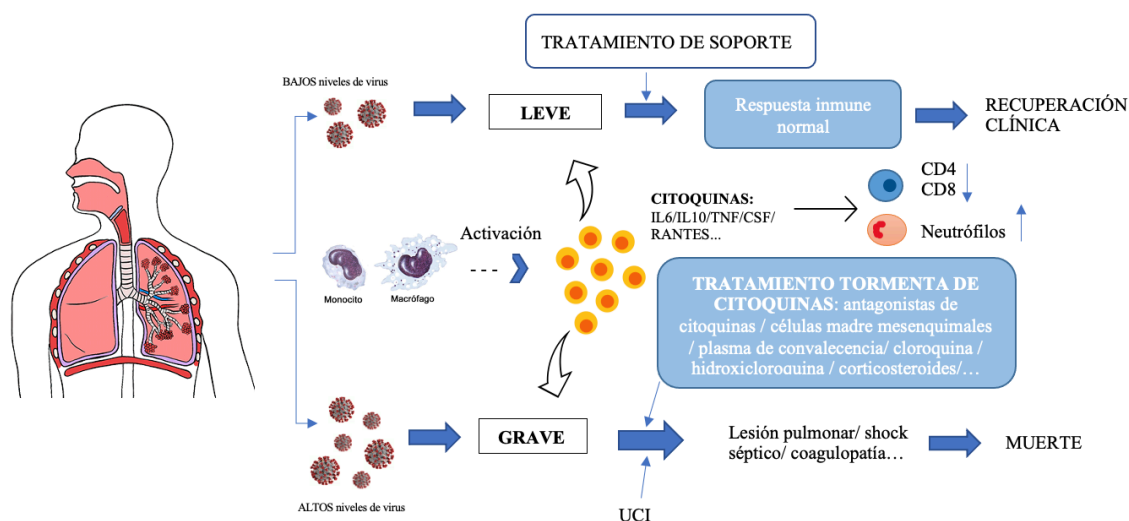 TRATAMIENTO DE SOPORTE
BAJOS niveles de virus
LEVE
Respuesta inmune
normal
RECUPERACIÓN
CLÍNICA
CITOQUINAS:
IL6/IL10/TNF/CSF/
RANTES...
CD4
CD8
Neutrófilos
Activación
Monocito
Macrófago
TRATAMIENTO TORMENTA DE
CITOQUINAS: antagonistas de
citoquinas / células madre mesenquimales
/ plasma de convalecencia/ cloroquina /
hidroxicloroquina / corticosteroides/…
GRAVE
Lesión pulmonar/ shock
séptico/ coagulopatía…
MUERTE
ALTOS niveles de virus
UCI